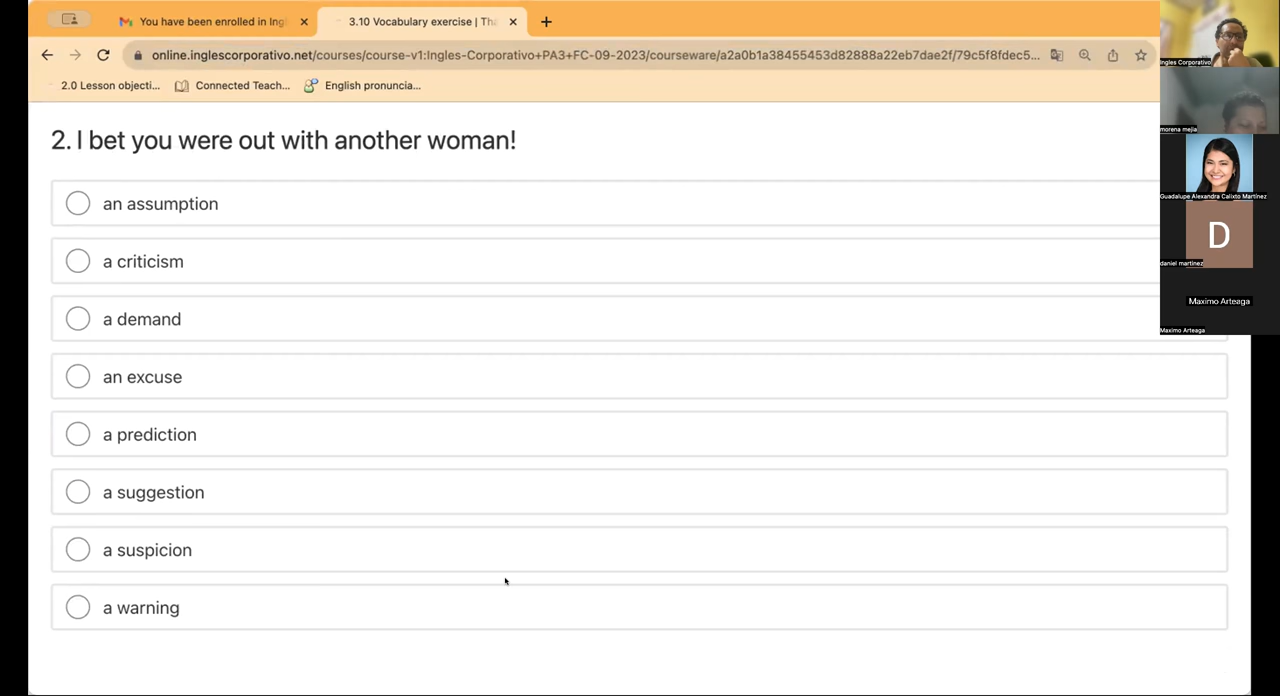 You have been enrolled in Ing
3.10 Vocabulary exercise | Tha
online.inglescorporativo.net/courses/course-v1:Ingles-Corporativo+PA3+FC-09-2023/courseware/a2a0b1a38455453d82888a22eb7dae2f/79c5f8fdec5...
2.0 Lesson objecti...
Connected Teach...
English pronuncia...
2. I bet you were out with another woman!
an assumption
a criticism
a demand
an excuse
a prediction
a suggestion
a suspicion
a warning
Ingles Corporativo
morena mejia
Guadalupe Alexandra Calixto Martinez
D
daniel martinez
Maximo Arteaga
Maximo Arteaga